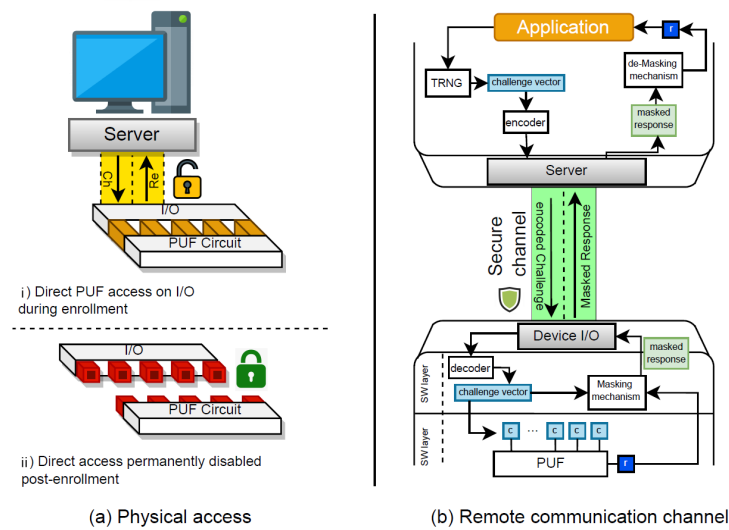 Server
Ch
Re
I/O
PUF Circuit
i) Direct PUF access on I/O
during enrollment
I/O
PUF Circuit
ii) Direct access permanently disabled
post-enrollment
(a) Physical access
Application
r
TRNG
challenge vector
de-Masking
mechanism
encoder
masked
response
Server
Secure
channel
encoded Challenge
Masked Response
Device I/O
masked
response
SW layer
decoder
challenge vector
Masking
mechanism
SW layer
c ... c c c
PUF
r
(b) Remote communication channel